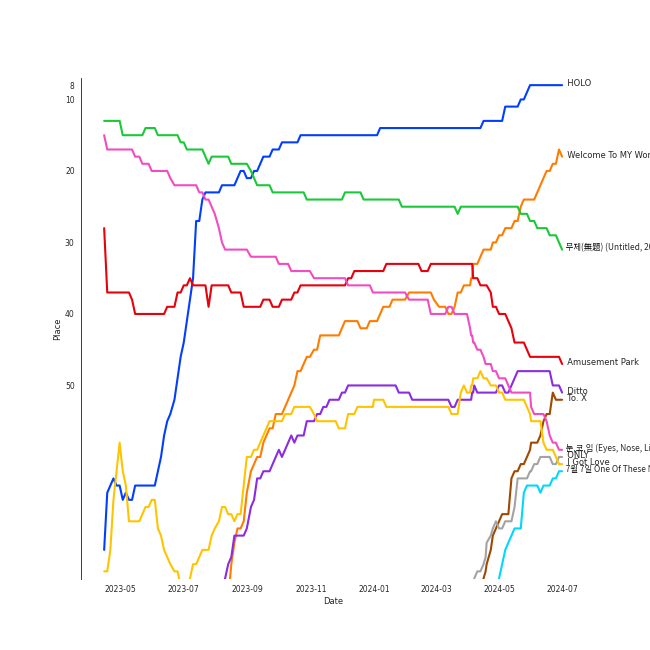 8
10
20
30
40
50
Place
HOLO
Welcome To MY Wor
무제(無題) (Untitled, 20
Amusement Park
Ditto
To. X
눈,코,입 (Eyes, Nose, Li
ONLY
I Got Love
7월 7일 One Of These N
2023-05
2023-07
2023-09
2023-11
2024-01
2024-03
2024-05
2024-07
Date